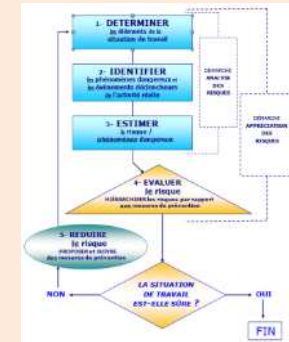 1- DETERMINER
les éléments de la
situation de travail
2- IDENTIFIER
les phénomènes dangereux et
les événements déclencheurs
de l'activité réelle
3- ESTIMER
le risque /
phénomène dangereux
DÉMARCHE
ANALYSE
DES
RISQUES
DÉMARCHE
APPRECIATION
DES
RISQUES
4- EVALUER
le risque
HIÉRARCHISER les risques par rapport
aux mesures de prévention
5- REDUIRE
le risque
PROPOSER et SUIVRE
des mesures de prévention
LA SITUATION
DE TRAVAIL
EST-ELLE SÛRE ?
NON
OUI
FIN